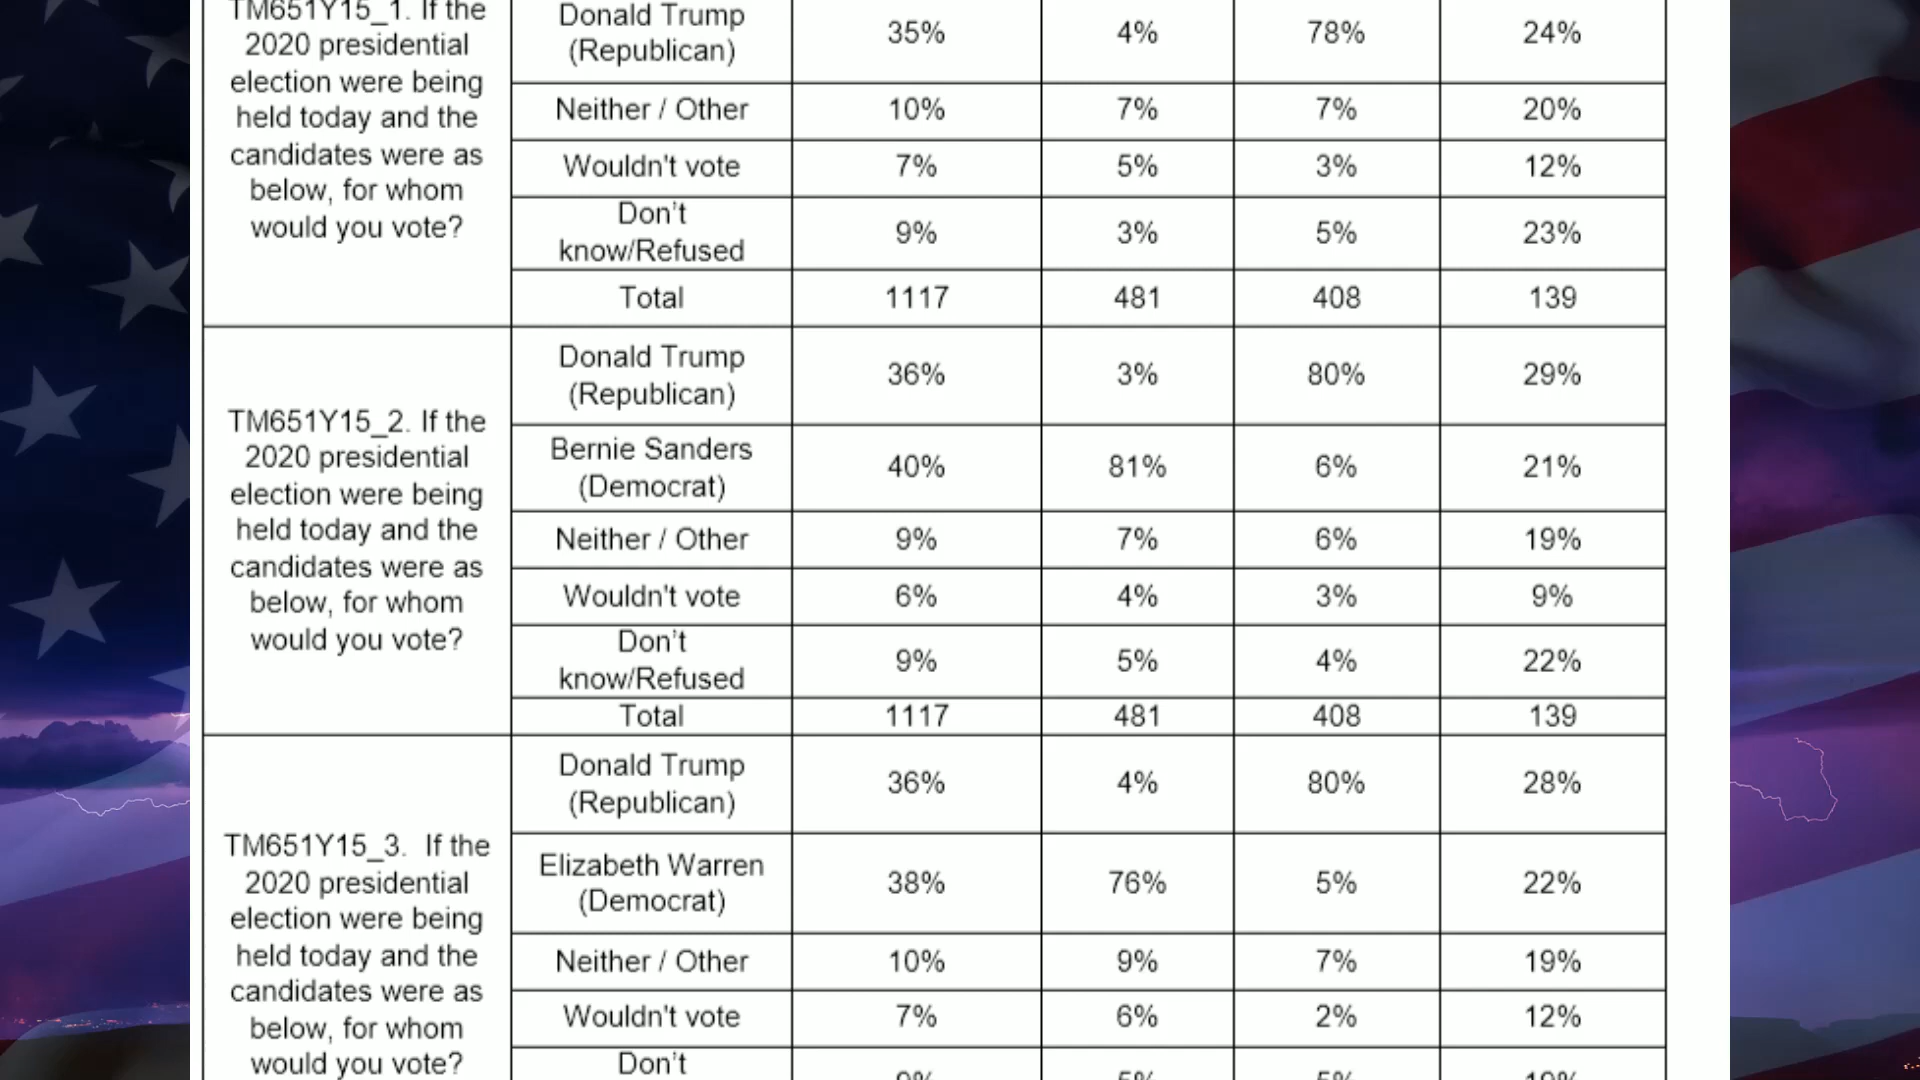 TM651Y15_1. If the
2020 presidential
election were being
held today and the
candidates were as
below, for whom
would you vote?
Donald Trump
(Republican)
35% 4% 78% 24%
Neither / Other 10% 7% 7% 20%
Wouldn't vote 7% 5% 3% 12%
Don’t
know/Refused
9% 3% 5% 23%
Total 1117 481 408 139
TM651Y15_2. If the
2020 presidential
election were being
held today and the
candidates were as
below, for whom
would you vote?
Donald Trump
(Republican)
36% 3% 80% 29%
Bernie Sanders
(Democrat)
40% 81% 6% 21%
Neither / Other 9% 7% 6% 19%
Wouldn't vote 6% 4% 3% 9%
Don’t
know/Refused
9% 5% 4% 22%
Total 1117 481 408 139
TM651Y15_3. If the
2020 presidential
election were being
held today and the
candidates were as
below, for whom
would you vote?
Donald Trump
(Republican)
36% 4% 80% 28%
Elizabeth Warren
(Democrat)
38% 76% 5% 22%
Neither / Other 10% 9% 7% 19%
Wouldn't vote 7% 6% 2% 12%
Don’t